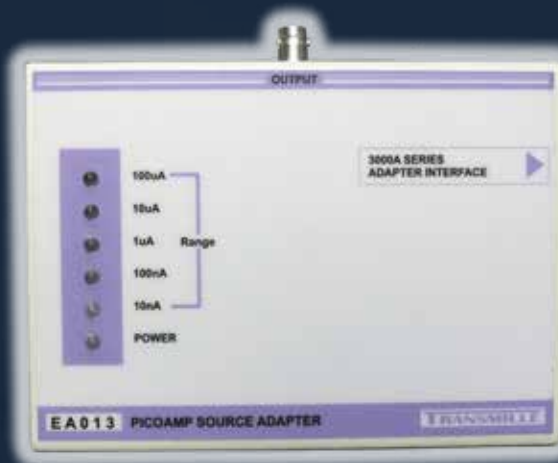 OUTPUT
3000A SERIES
ADAPTER INTERFACE
100uA
10uA
1uA Range
100nA
10nA
POWER
EA013 PICOAMP SOURCE ADAPTER TRANSMILLE